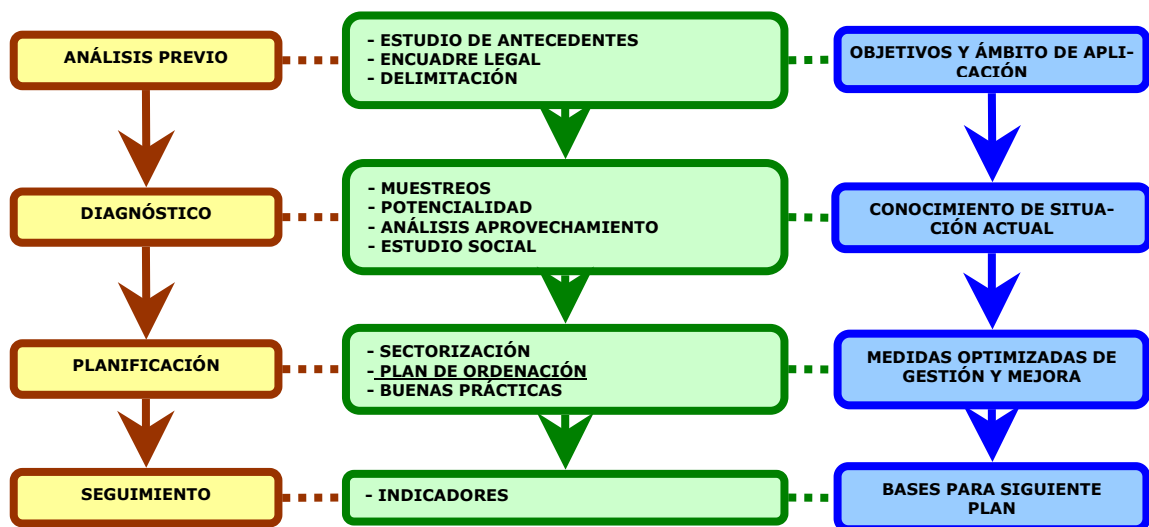 ANÁLISIS PREVIO
- ESTUDIO DE ANTECEDENTES
- ENCUADRE LEGAL
- DELIMITACIÓN
OBJETIVOS Y ÁMBITO DE APLI-
CACIÓN
DIAGNÓSTICO
- MUESTREOS
- POTENCIALIDAD
- ANÁLISIS APROVECHAMIENTO
- ESTUDIO SOCIAL
CONOCIMIENTO DE SITUA-
CIÓN ACTUAL
PLANIFICACIÓN
- SECTORIZACIÓN
- PLAN DE ORDENACIÓN
- BUENAS PRÁCTICAS
MEDIDAS OPTIMIZADAS DE
GESTIÓN Y MEJORA
SEGUIMIENTO
- INDICADORES
BASES PARA SIGUIENTE
PLAN